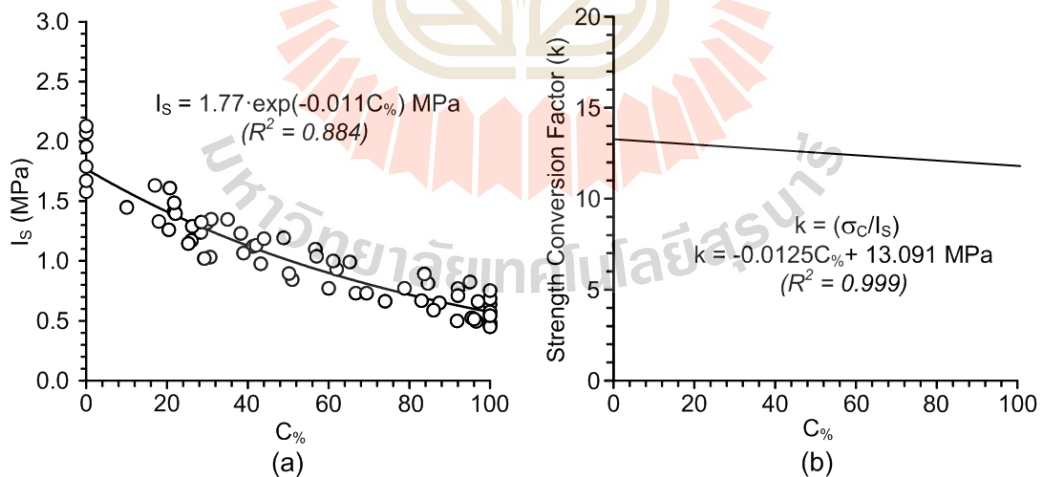 3.0
2.5
2.0
1.5
1.0
0.5
0.0
I_S (MPa)
I_S = 1.77·exp(-0.011C_%) MPa
(R² = 0.884)
0 20 40 60 80 100
C_%
(a)
20
15
10
5
0
Strength Conversion Factor (k)
k = (σ_C/I_S)
k = -0.0125C_%+ 13.091 MPa
(R² = 0.999)
0 20 40 60 80 100
C_%
(b)
มหาวิทยาลัยเทคโนโลยีสุรนารี